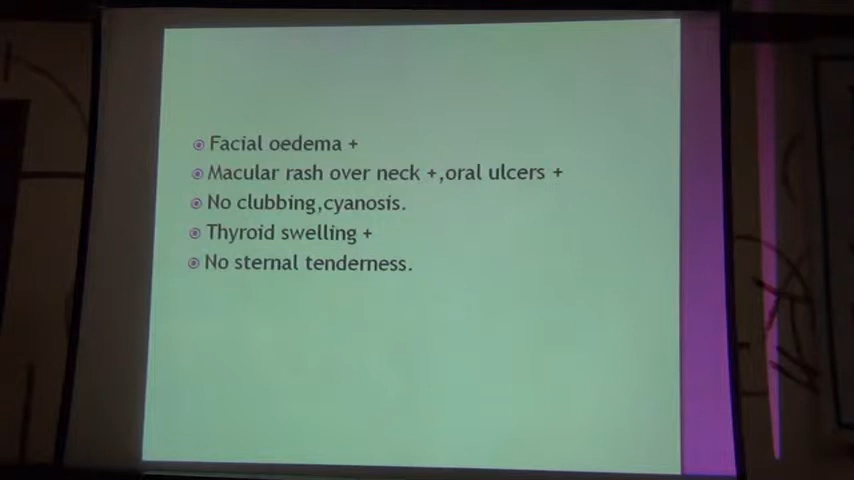 Facial oedema +
Macular rash over neck +,oral ulcers +
No clubbing,cyanosis.
Thyroid swelling +
No sternal tenderness.